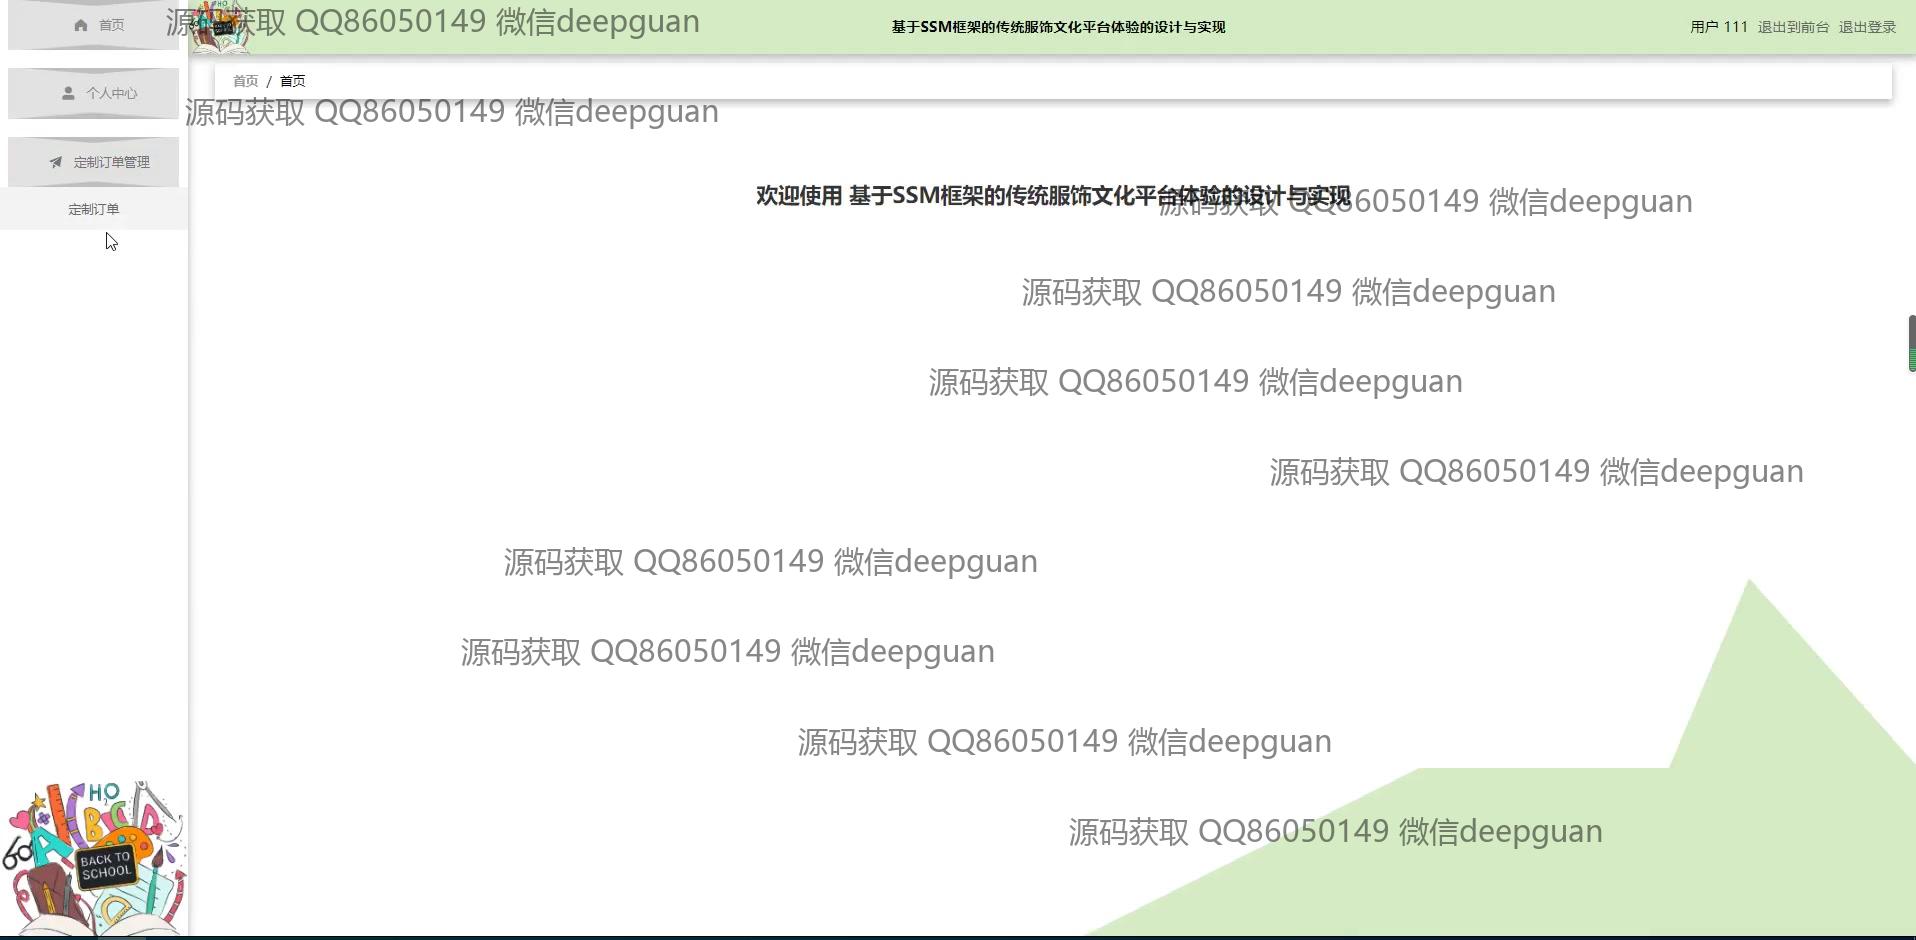 首页
源码获取 QQ86050149 微信deepguan
基于SSM框架的传统服饰文化平台体验的设计与实现
用户 111 退出到前台 退出登录
首页 / 首页
个人中心
源码获取 QQ86050149 微信deepguan
定制订单管理
欢迎使用 基于SSM框架的传统服饰文化平台体验的设计与实现
源码获取 QQ86050149 微信deepguan
定制订单
源码获取 QQ86050149 微信deepguan
源码获取 QQ86050149 微信deepguan
源码获取 QQ86050149 微信deepguan
源码获取 QQ86050149 微信deepguan
源码获取 QQ86050149 微信deepguan
源码获取 QQ86050149 微信deepguan
源码获取 QQ86050149 微信deepguan
H2O
ABCD
BACK TO
SCHOOL